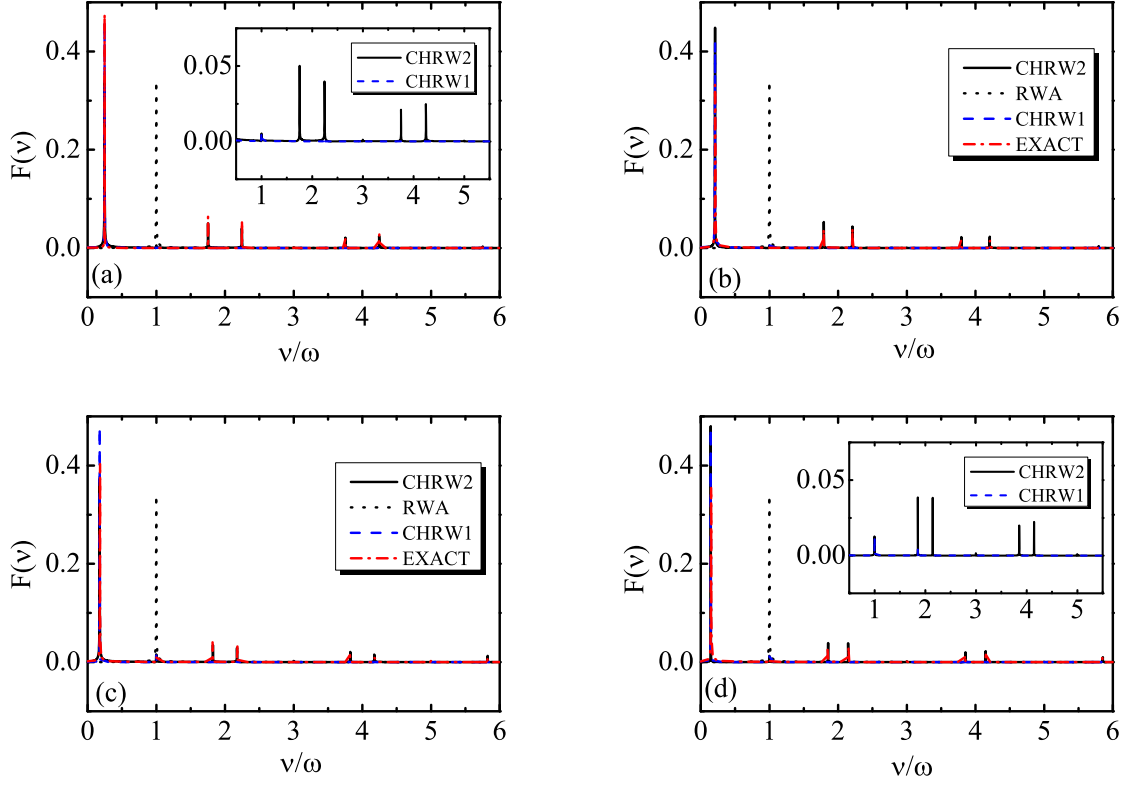 0.4
0.2
0.0
F(ν)
0.05
0.00
CHRW2
CHRW1
1 2 3 4 5
(a)
0 1 2 3 4 5 6
ν/ω
0.4
0.2
0.0
F(ν)
CHRW2
RWA
CHRW1
EXACT
(b)
0 1 2 3 4 5 6
ν/ω
0.4
0.2
0.0
F(ν)
CHRW2
RWA
CHRW1
EXACT
(c)
0 1 2 3 4 5 6
ν/ω
0.4
0.2
0.0
F(ν)
0.05
0.00
CHRW2
CHRW1
1 2 3 4 5
(d)
0 1 2 3 4 5 6
ν/ω